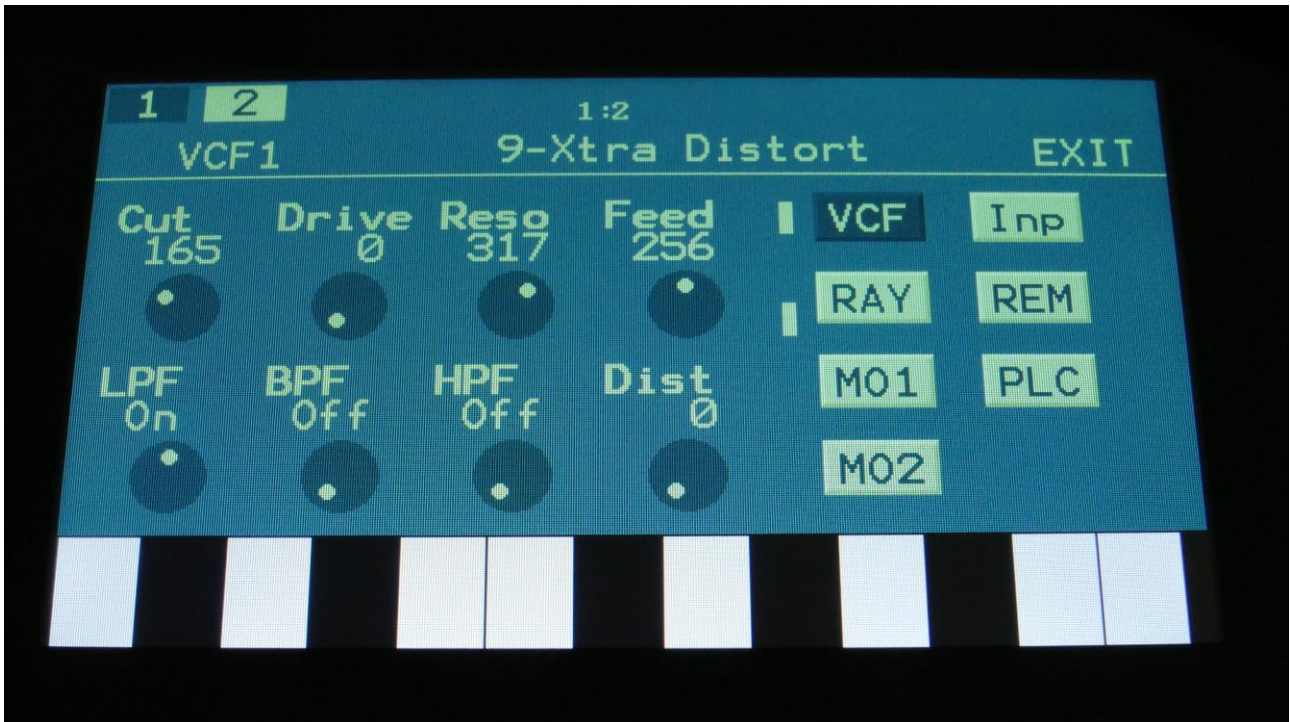 1 2 1:2
VCF1 9-Xtra Distort EXIT
Cut Drive Reso Feed VCF Inp
165 0 317 256
RAY REM
LPF BPF HPF Dist MO1 PLC
On Off Off 0
MO2